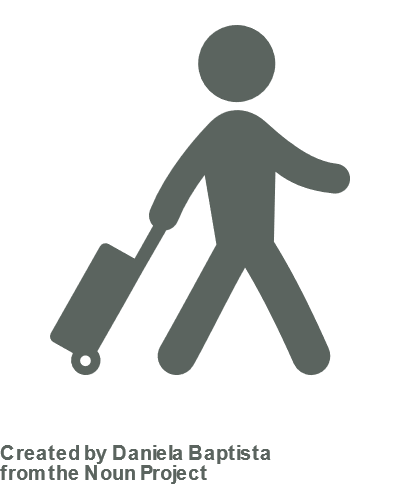 Created by Daniela Baptista
from the Noun Project